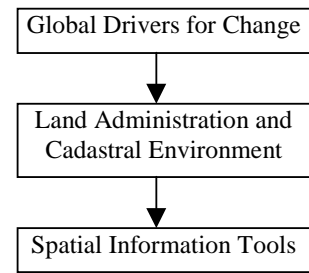 Global Drivers for Change
Land Administration and
Cadastral Environment
Spatial Information Tools